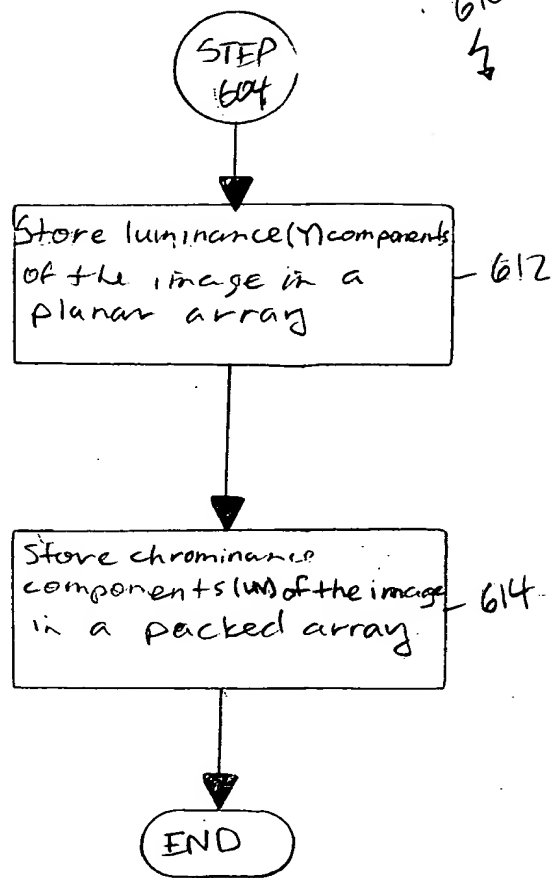 STEP
604
Store luminance (Y) components
of the image in a
planar array
612
Store chrominance
components (UV) of the image
in a packed array
614
END